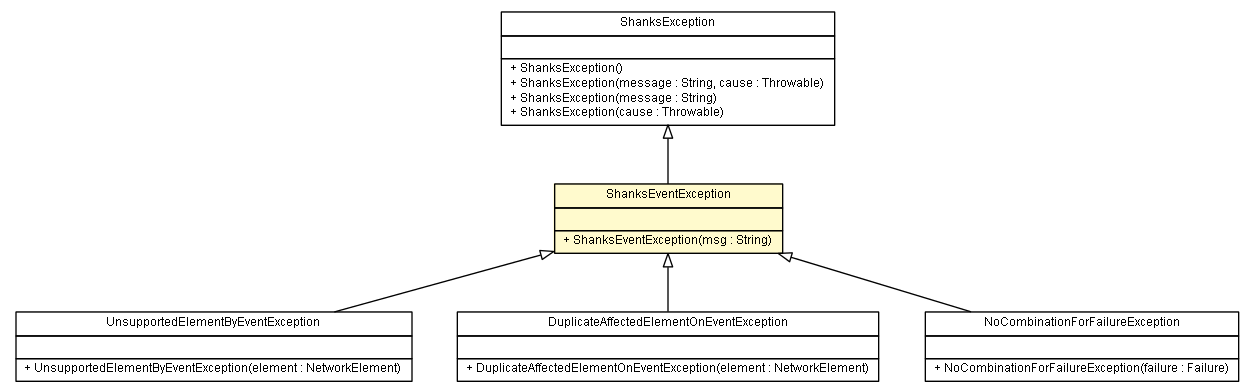 ShanksException
+ ShanksException()
+ ShanksException(message : String, cause : Throwable)
+ ShanksException(message : String)
+ ShanksException(cause : Throwable)
ShanksEventException
+ ShanksEventException(msg : String)
UnsupportedElementByEventException
+ UnsupportedElementByEventException(element : NetworkElement)
DuplicateAffectedElementOnEventException
+ DuplicateAffectedElementOnEventException(element : NetworkElement)
NoCombinationForFailureException
+ NoCombinationForFailureException(failure : Failure)